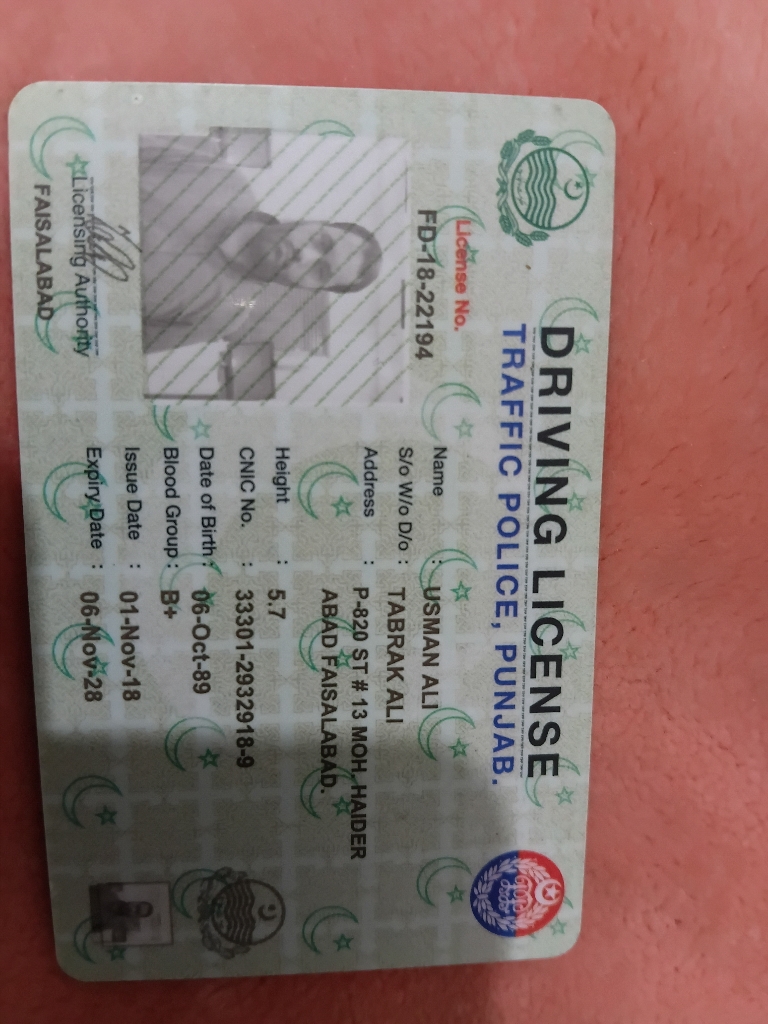 DRIVING LICENSE
TRAFFIC POLICE, PUNJAB.
License No.
FD-18-22194
Name : USMAN ALI
S/o W/o D/o : TABRAK ALI
Address : P-820 ST # 13 MOH. HAIDER
ABAD FAISALABAD.
Height : 5.7
CNIC No. : 33301-2932918-9
Date of Birth : 06-Oct-89
Blood Group : B+
Issue Date : 01-Nov-18
Expiry Date : 06-Nov-28
Licensing Authority
FAISALABAD